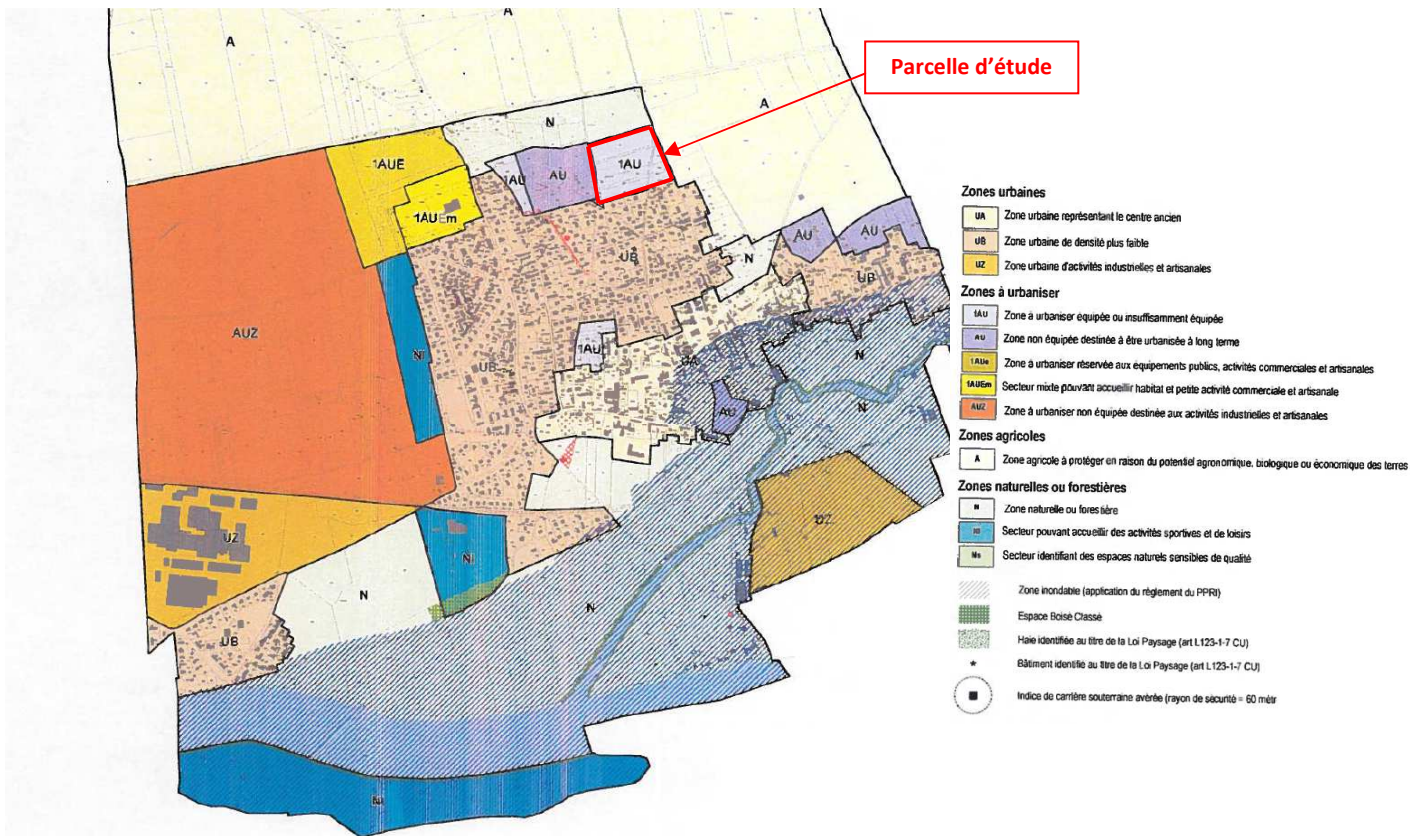 A
A
Parcelle d'étude
A
N
1AUE
1AU
AU
1AU
1AUEm
AU
AU
N
UB
UB
AUZ
Nl
1AU
UB
UA
N
N
AU
UZ
UZ
Nl
N
N
UB
Nl
Zones urbaines
UA Zone urbaine représentant le centre ancien
UB Zone urbaine de densité plus faible
UZ Zone urbaine d'activités industrielles et artisanales
Zones à urbaniser
1AU Zone à urbaniser équipée ou insuffisamment équipée
AU Zone non équipée destinée à être urbanisée à long terme
1AUe Zone à urbaniser réservée aux équipements publics, activités commerciales et artisanales
1AUEm Secteur mixte pouvant accueillir habitat et petite activité commerciale et artisanale
AUZ Zone à urbaniser non équipée destinée aux activités industrielles et artisanales
Zones agricoles
A Zone agricole à protéger en raison du potentiel agronomique, biologique ou économique des terres
Zones naturelles ou forestières
N Zone naturelle ou forestière
Nl Secteur pouvant accueillir des activités sportives et de loisirs
Ns Secteur identifiant des espaces naturels sensibles de qualité
Zone inondable (application du règlement du PPRI)
Espace Boisé Classé
Haie identifiée au titre de la Loi Paysage (art L123-1-7 CU)
Bâtiment identifié au titre de la Loi Paysage (art L123-1-7 CU)
Indice de carrière souterraine avérée (rayon de sécurité = 60 mètr